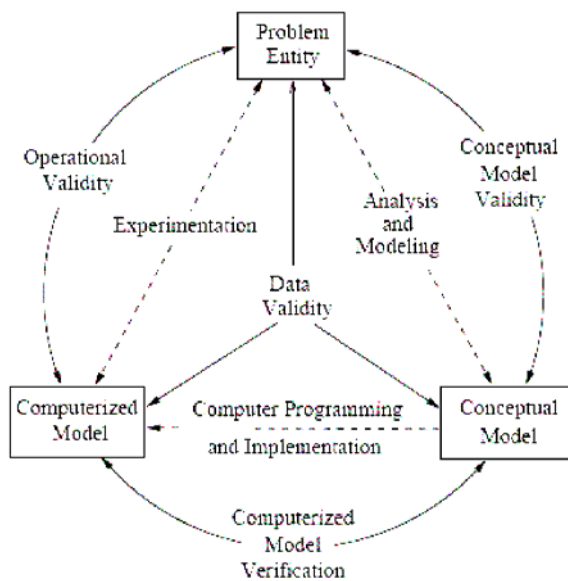 Problem
Entity
Operational
Validity
Conceptual
Model
Validity
Experimentation
Analysis
and
Modeling
Data
Validity
Computerized
Model
Computer Programming
and Implementation
Conceptual
Model
Computerized
Model
Verification